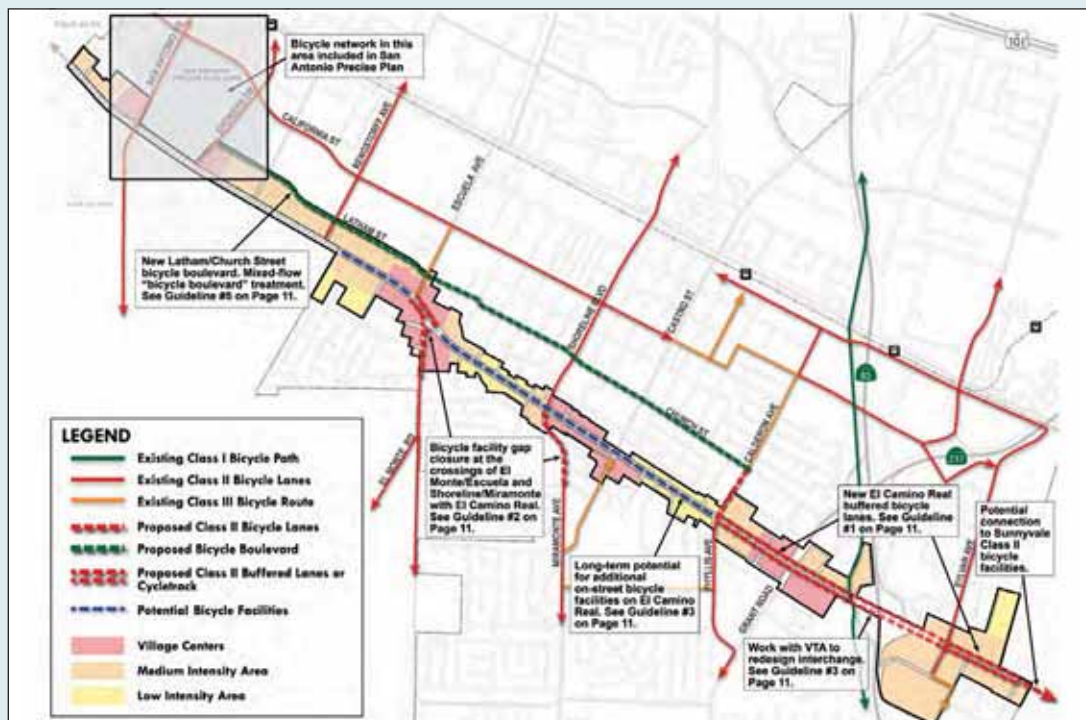 101
Bicycle network in this
area included in San
Antonio Precise Plan
CALIFORNIA ST
RENGSTORFF AVE
ESCUELA AVE
LATHAM ST
New Latham/Church Street
bicycle boulevard. Mixed-flow
"bicycle boulevard" treatment.
See Guideline #5 on Page 11.
SHORELINE BLVD
CASTRO ST
85
CHURCH ST
CALDERON AVE
237
LEGEND
Existing Class I Bicycle Path
Existing Class II Bicycle Lanes
Existing Class III Bicycle Route
Proposed Class II Bicycle Lanes
Proposed Bicycle Boulevard
Proposed Class II Buffered Lanes or
Cycletrack
Potential Bicycle Facilities
Village Centers
Medium Intensity Area
Low Intensity Area
EL MONTE RD
Bicycle facility gap
closure at the
crossings of El
Monte/Escuela and
Shoreline/Miramonte
with El Camino Real.
See Guideline #2 on
Page 11.
MIRAMONTE AVE
Long-term potential
for additional
on-street bicycle
facilities on El Camino
Real. See Guideline #3
on Page 11.
PHYLLIS AVE
GRANT ROAD
New El Camino Real
buffered bicycle
lanes. See Guideline
#1 on Page 11.
SYLVAN AVE
Potential
connection
to Sunnyvale
Class II
bicycle
facilities.
Work with VTA to
redesign interchange.
See Guideline #3 on
Page 11.